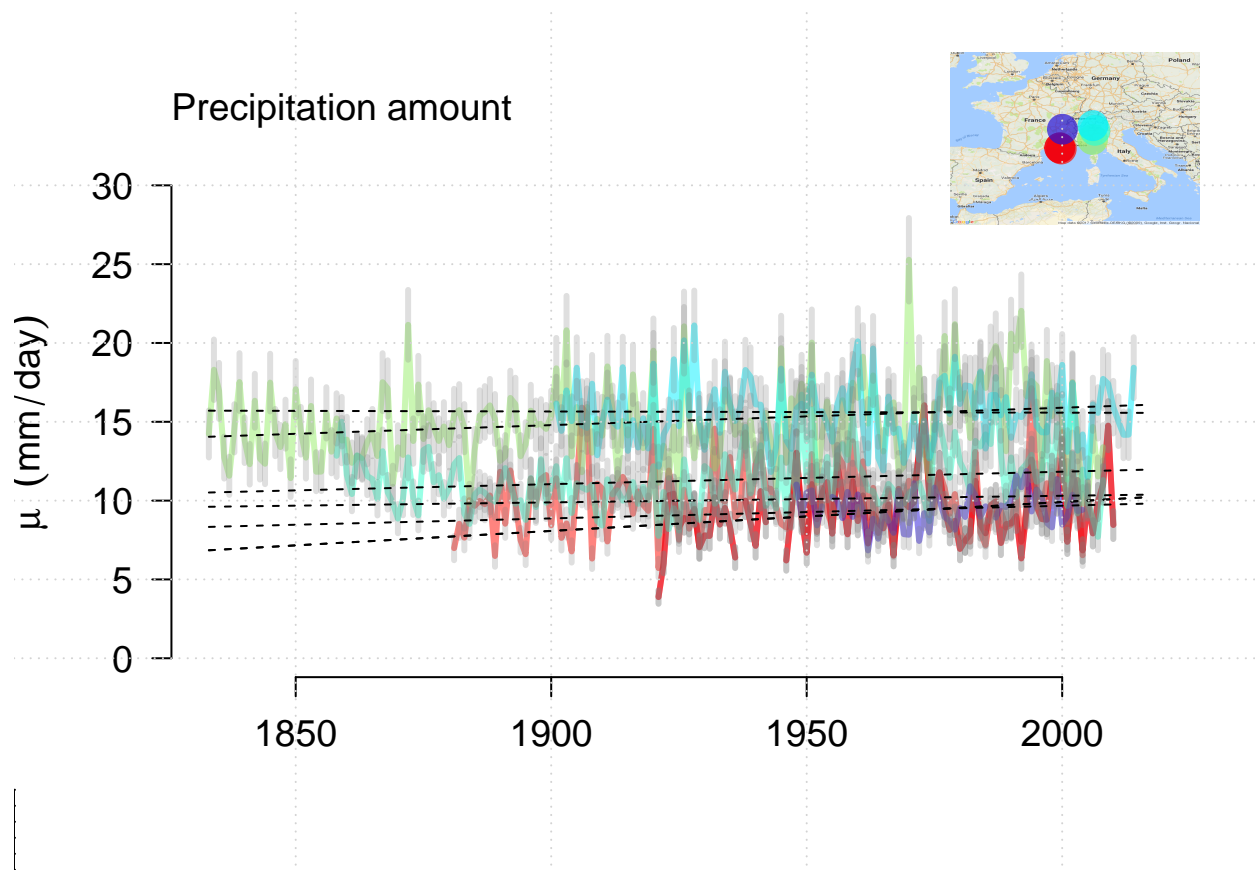 Precipitation amount
Poland
Germany
France
Italy
Spain
30
25
20
15
10
5
0
μ (mm/day)
1850
1900
1950
2000